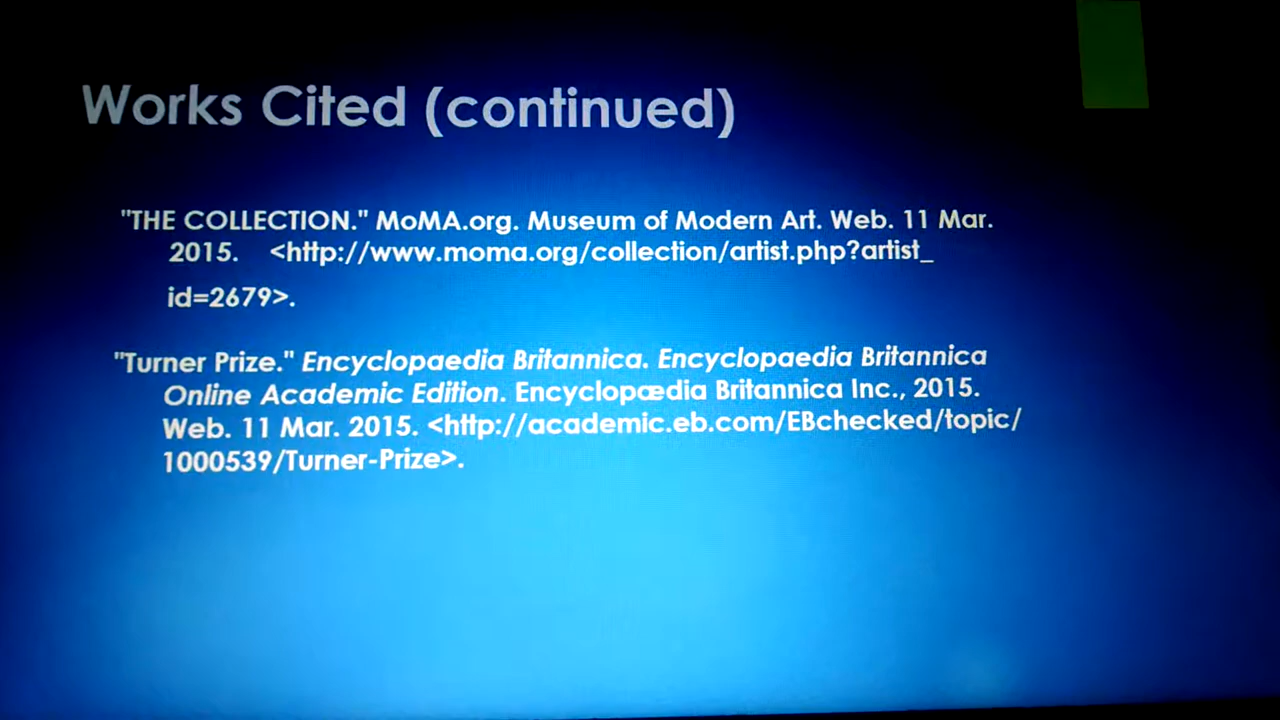 Works Cited (continued)
"THE COLLECTION." MoMA.org. Museum of Modern Art. Web. 11 Mar.
2015. <http://www.moma.org/collection/artist.php?artist_
id=2679>.
"Turner Prize." Encyclopaedia Britannica. Encyclopaedia Britannica
Online Academic Edition. Encyclopædia Britannica Inc., 2015.
Web. 11 Mar. 2015. <http://academic.eb.com/EBchecked/topic/
1000539/Turner-Prize>.